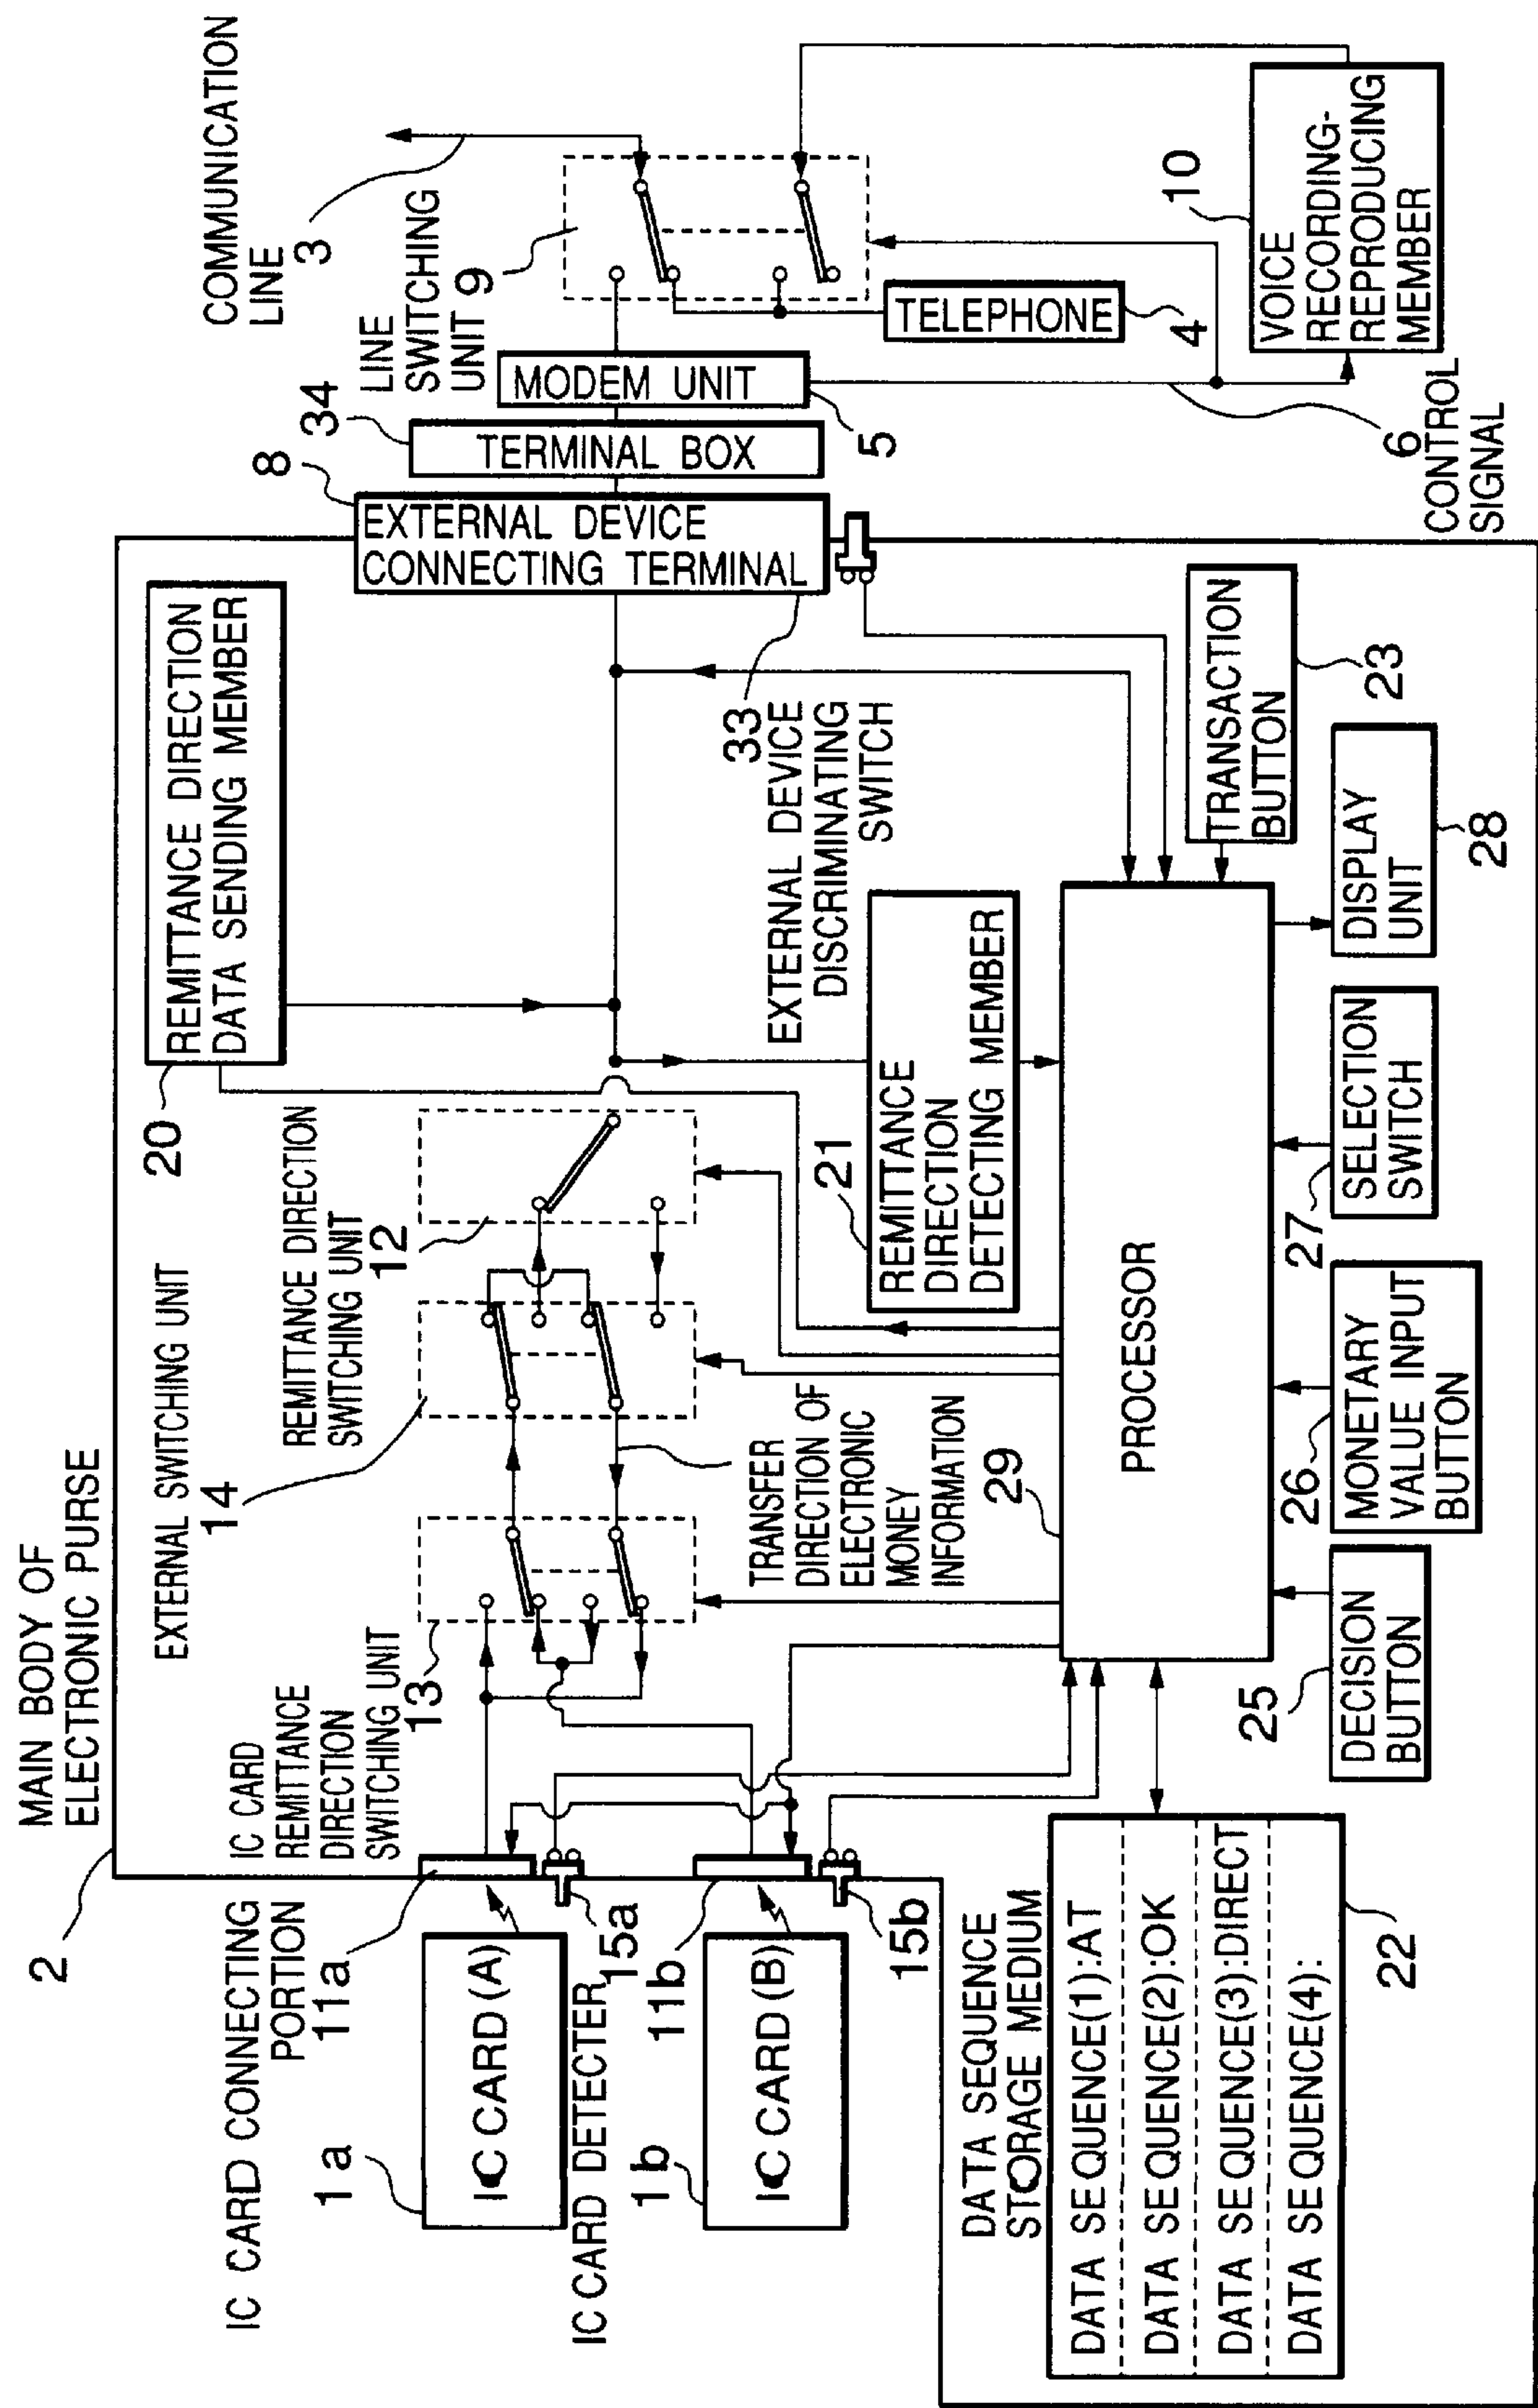 MAIN BODY OF
ELECTRONIC PURSE
2
IC CARD CONNECTING
PORTION
11a
1a
IC CARD (A)
IC CARD DETECTER
15a
11b
1b
IC CARD (B)
15b
IC CARD
REMITTANCE
DIRECTION
SWITCHING UNIT
13
EXTERNAL SWITCHING UNIT
14
REMITTANCE DIRECTION
SWITCHING UNIT
12
20
REMITTANCE DIRECTION
DATA SENDING MEMBER
TRANSFER
DIRECTION OF
ELECTRONIC
MONEY
INFORMATION
21
REMITTANCE
DIRECTION
DETECTING MEMBER
33
EXTERNAL DEVICE
DISCRIMINATING
SWITCH
8
EXTERNAL DEVICE
CONNECTING TERMINAL
34
TERMINAL BOX
MODEM UNIT
5
LINE
SWITCHING
UNIT 9
COMMUNICATION
LINE
3
TELEPHONE
4
10
VOICE
RECORDING-
REPRODUCING
MEMBER
6
CONTROL
SIGNAL
DATA SEQUENCE
STORAGE MEDIUM
DATA SEQUENCE(1):AT
DATA SEQUENCE(2):OK
DATA SEQUENCE(3):DIRECT
DATA SEQUENCE(4):
22
29
PROCESSOR
25
DECISION
BUTTON
26
MONETARY
VALUE INPUT
BUTTON
27
SELECTION
SWITCH
DISPLAY
UNIT
28
TRANSACTION
BUTTON
23